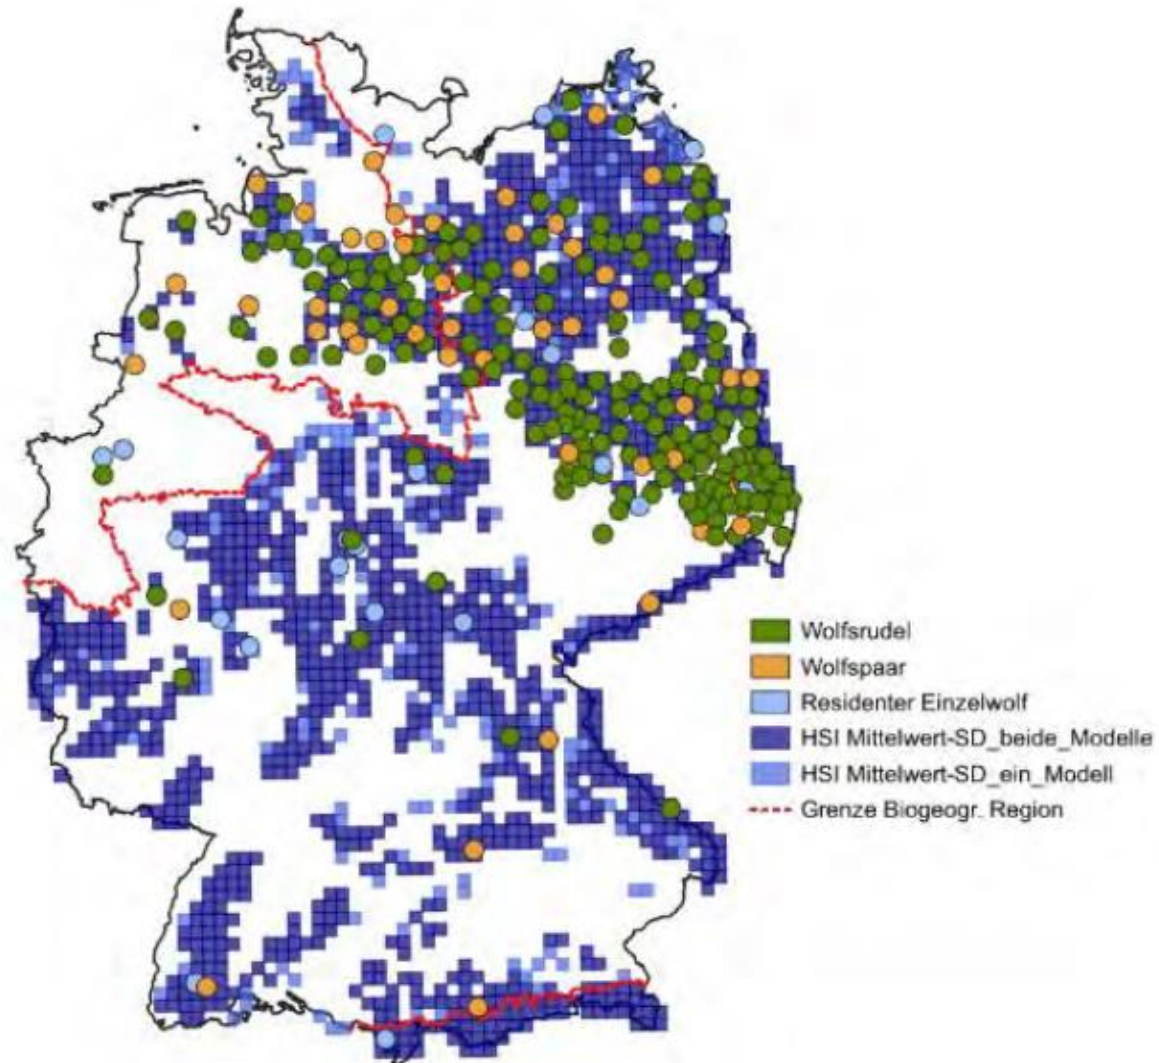 Wolfsrudel
Wolfspaar
Residenter Einzelwolf
HSI Mittelwert-SD_beide_Modelle
HSI Mittelwert-SD_ein_Modell
Grenze Biogeogr. Region